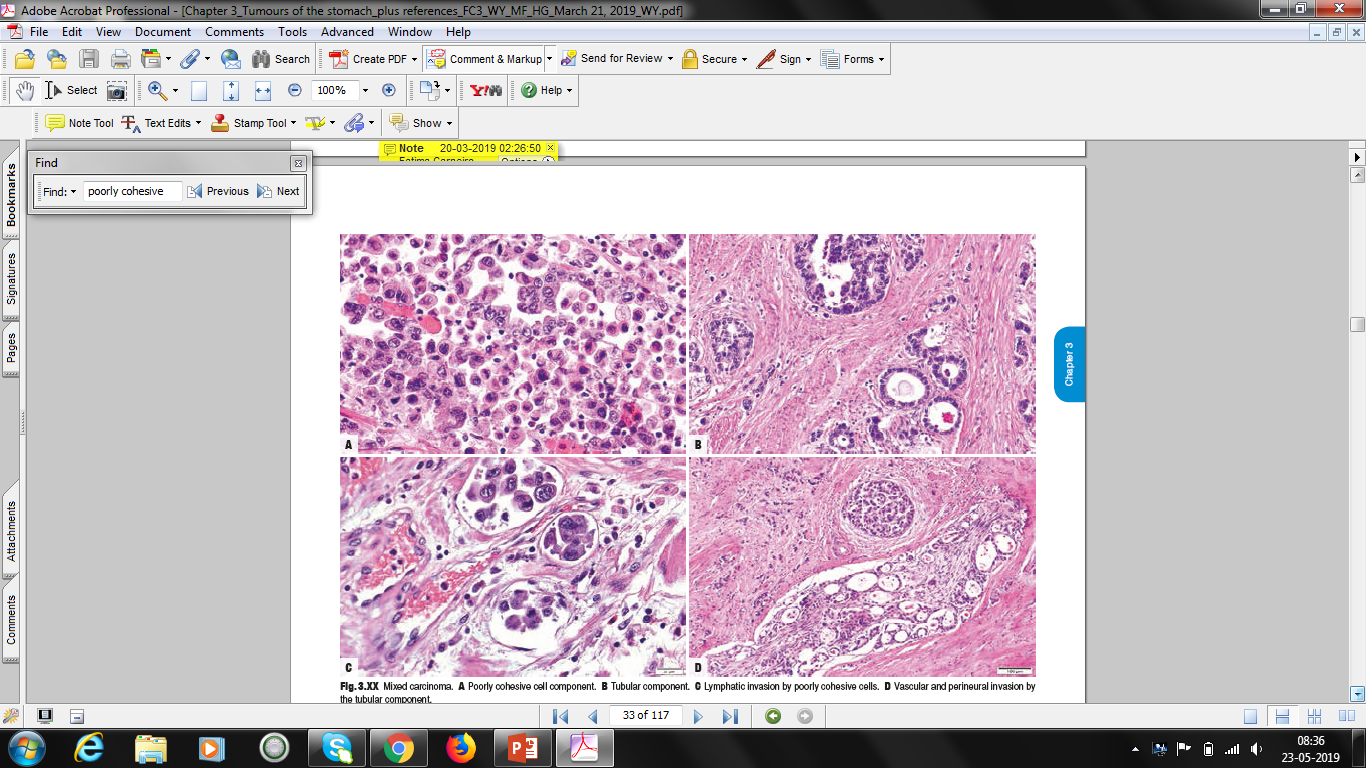 Adobe Acrobat Professional - [Chapter 3_Tumours of the stomach_plus references_FC3_WY_MF_HG_March 21, 2019_WY.pdf]
File Edit View Document Comments Tools Advanced Window Help
Search Create PDF Comment & Markup Send for Review Secure Sign Forms
Select 100% Y! Help
Note Tool Text Edits Stamp Tool Show
Note 20-03-2019 02:26:50
Fatima Carneiro Options
Find
Find: poorly cohesive Previous Next
Bookmarks
Signatures
Pages
Attachments
Comments
Chapter 3
A
B
C
D
100 µm
Fig.3.XX Mixed carcinoma. A Poorly cohesive cell component. B Tubular component. C Lymphatic invasion by poorly cohesive cells. D Vascular and perineural invasion by
the tubular component.
33 of 117
08:36
23-05-2019